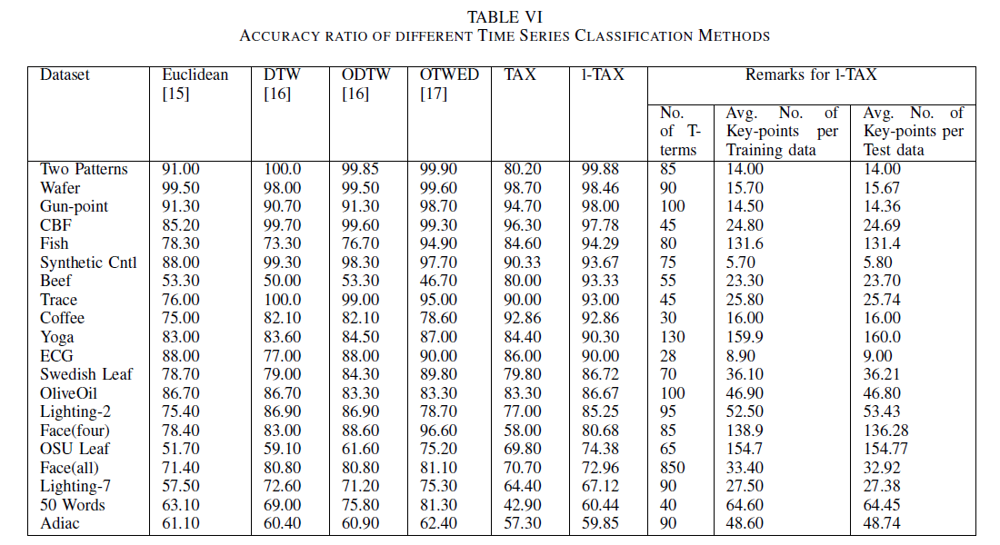 TABLE VI
ACCURACY RATIO OF DIFFERENT TIME SERIES CLASSIFICATION METHODS
Dataset Euclidean [15] DTW [16] ODTW [16] OTWED [17] TAX l-TAX Remarks for l-TAX
No. of T-terms Avg. No. of Key-points per Training data Avg. No. of Key-points per Test data
Two Patterns 91.00 100.0 99.85 99.90 80.20 99.88 85 14.00 14.00
Wafer 99.50 98.00 99.50 99.60 98.70 98.46 90 15.70 15.67
Gun-point 91.30 90.70 91.30 98.70 94.70 98.00 100 14.50 14.36
CBF 85.20 99.70 99.60 99.30 96.30 97.78 45 24.80 24.69
Fish 78.30 73.30 76.70 94.90 84.60 94.29 80 131.6 131.4
Synthetic Cntl 88.00 99.30 98.30 97.70 90.33 93.67 75 5.70 5.80
Beef 53.30 50.00 53.30 46.70 80.00 93.33 55 23.30 23.70
Trace 76.00 100.0 99.00 95.00 90.00 93.00 45 25.80 25.74
Coffee 75.00 82.10 82.10 78.60 92.86 92.86 30 16.00 16.00
Yoga 83.00 83.60 84.50 87.00 84.40 90.30 130 159.9 160.0
ECG 88.00 77.00 88.00 90.00 86.00 90.00 28 8.90 9.00
Swedish Leaf 78.70 79.00 84.30 89.80 79.80 86.72 70 36.10 36.21
OliveOil 86.70 86.70 83.30 83.30 83.30 86.67 100 46.90 46.80
Lighting-2 75.40 86.90 86.90 78.70 77.00 85.25 95 52.50 53.43
Face(four) 78.40 83.00 88.60 96.60 58.00 80.68 85 138.9 136.28
OSU Leaf 51.70 59.10 61.60 75.20 69.80 74.38 65 154.7 154.77
Face(all) 71.40 80.80 80.80 81.10 70.70 72.96 850 33.40 32.92
Lighting-7 57.50 72.60 71.20 75.30 64.40 67.12 90 27.50 27.38
50 Words 63.10 69.00 75.80 81.30 42.90 60.44 40 64.60 64.45
Adiac 61.10 60.40 60.90 62.40 57.30 59.85 90 48.60 48.74